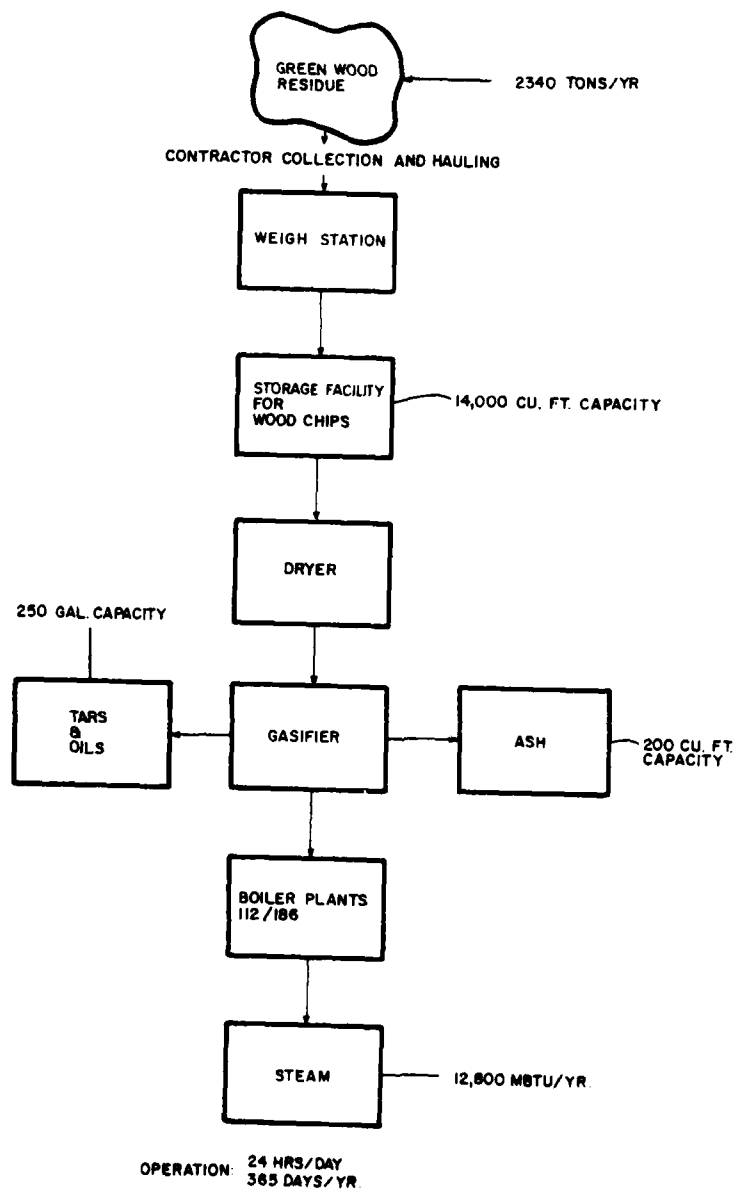 GREEN WOOD
RESIDUE
2340 TONS/YR
CONTRACTOR COLLECTION AND HAULING
WEIGH STATION
STORAGE FACILITY
FOR
WOOD CHIPS
14,000 CU. FT. CAPACITY
DRYER
250 GAL. CAPACITY
TARS
&
OILS
GASIFIER
ASH
200 CU. FT.
CAPACITY
BOILER PLANTS
112/186
STEAM
12,800 MBTU/YR.
OPERATION: 24 HRS/DAY
365 DAYS/YR.